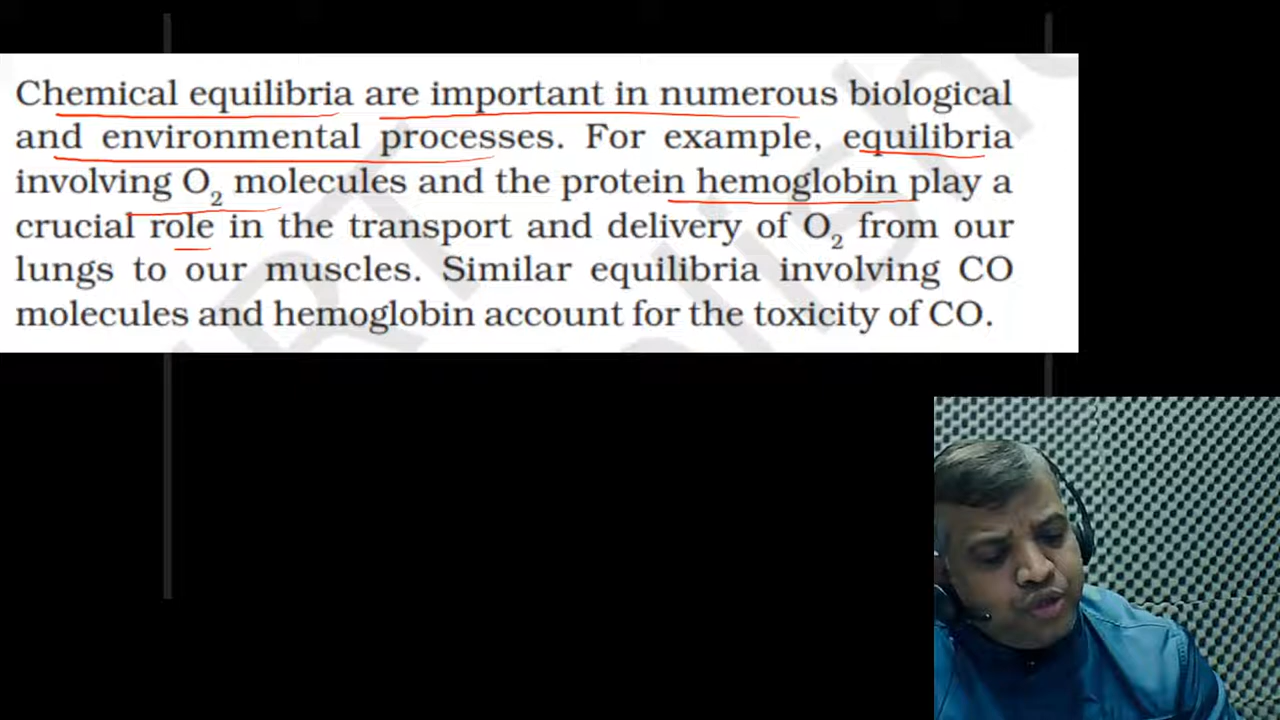 Chemical equilibria are important in numerous biological
and environmental processes. For example, equilibria
involving O₂ molecules and the protein hemoglobin play a
crucial role in the transport and delivery of O₂ from our
lungs to our muscles. Similar equilibria involving CO
molecules and hemoglobin account for the toxicity of CO.